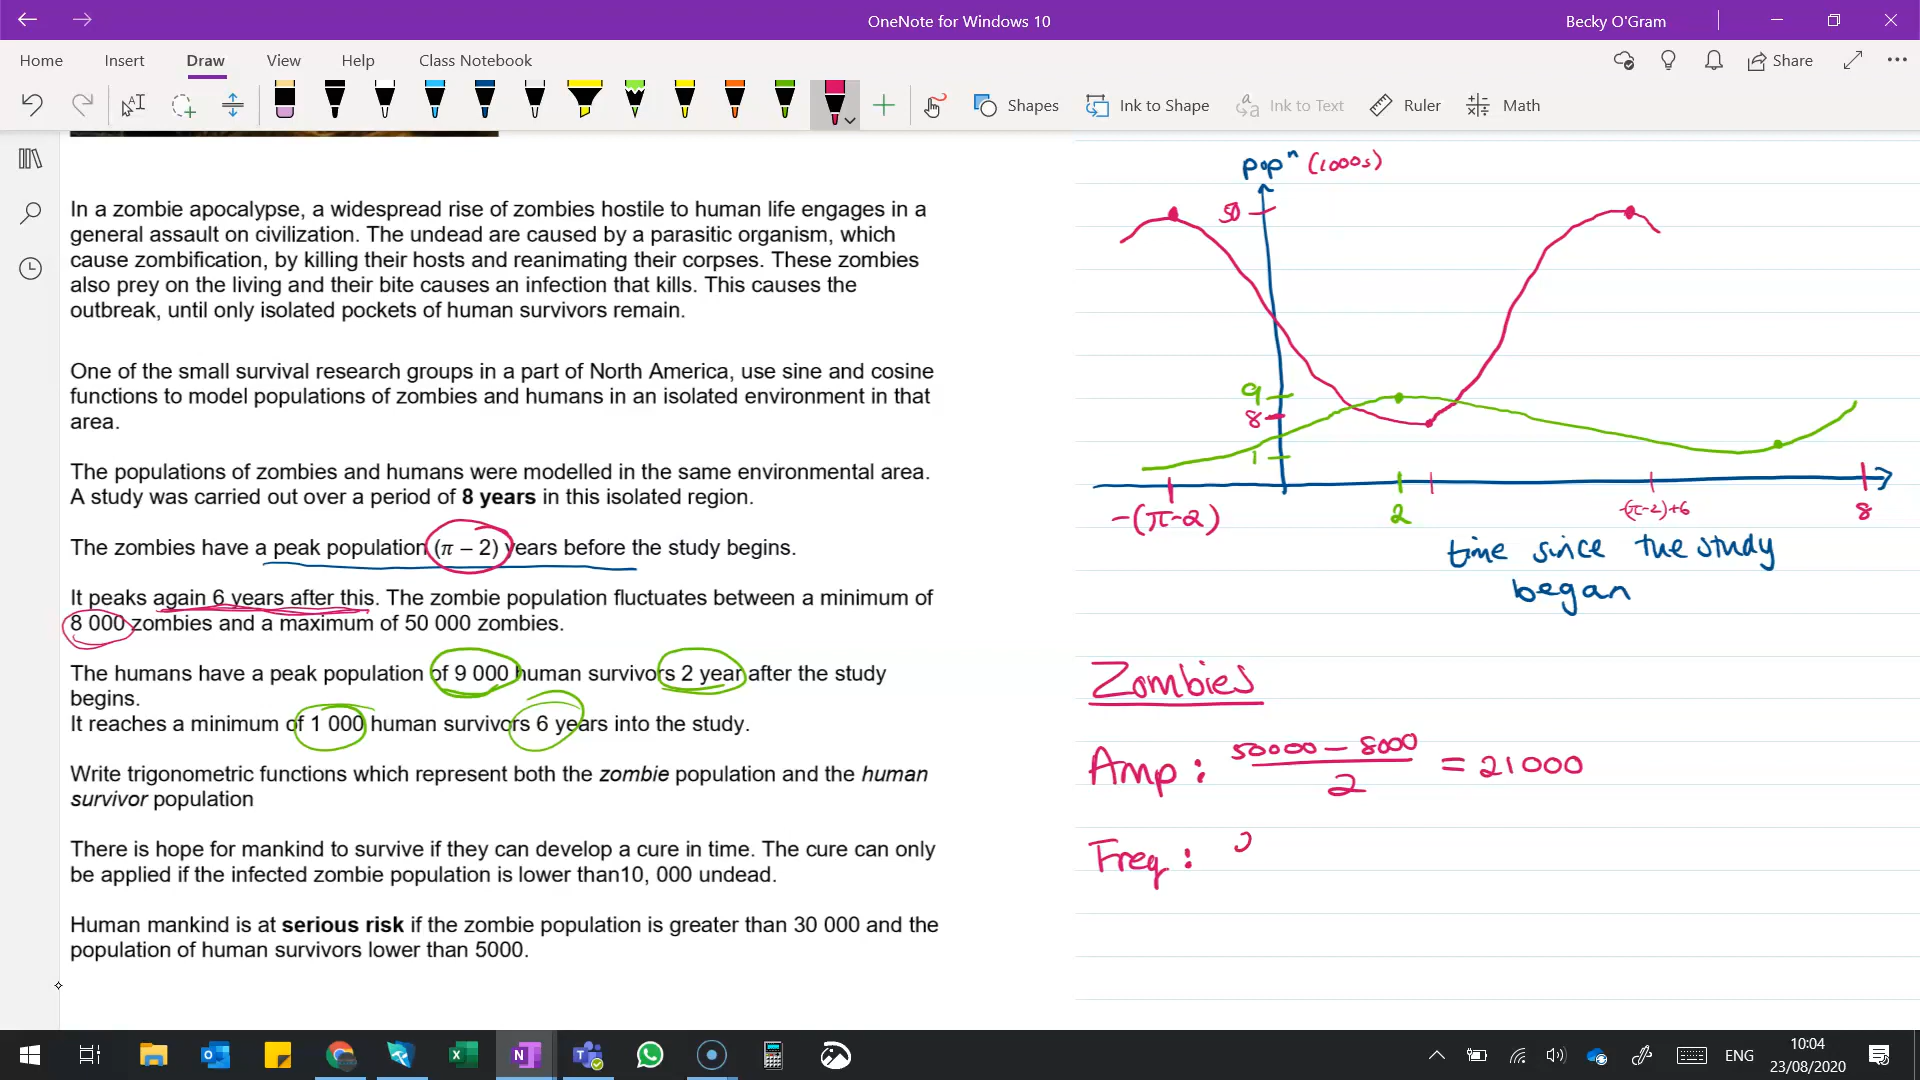 OneNote for Windows 10
Becky O'Gram
Home Insert Draw View Help Class Notebook
Share
Shapes Ink to Shape Ink to Text Ruler Math
In a zombie apocalypse, a widespread rise of zombies hostile to human life engages in a
general assault on civilization. The undead are caused by a parasitic organism, which
cause zombification, by killing their hosts and reanimating their corpses. These zombies
also prey on the living and their bite causes an infection that kills. This causes the
outbreak, until only isolated pockets of human survivors remain.
One of the small survival research groups in a part of North America, use sine and cosine
functions to model populations of zombies and humans in an isolated environment in that
area.
The populations of zombies and humans were modelled in the same environmental area.
A study was carried out over a period of 8 years in this isolated region.
The zombies have a peak population (π – 2) years before the study begins.
It peaks again 6 years after this. The zombie population fluctuates between a minimum of
8 000 zombies and a maximum of 50 000 zombies.
The humans have a peak population of 9 000 human survivors 2 year after the study
begins.
It reaches a minimum of 1 000 human survivors 6 years into the study.
Write trigonometric functions which represent both the zombie population and the human
survivor population
There is hope for mankind to survive if they can develop a cure in time. The cure can only
be applied if the infected zombie population is lower than10, 000 undead.
Human mankind is at serious risk if the zombie population is greater than 30 000 and the
population of human survivors lower than 5000.
popⁿ (1000s)
50
9
8
1
-(π-2) 2 -(π-2)+6 8
time since the study
began
Zombies
Amp : 50000 - 8000
= 21000
2
Freq :
ENG
10:04
23/08/2020